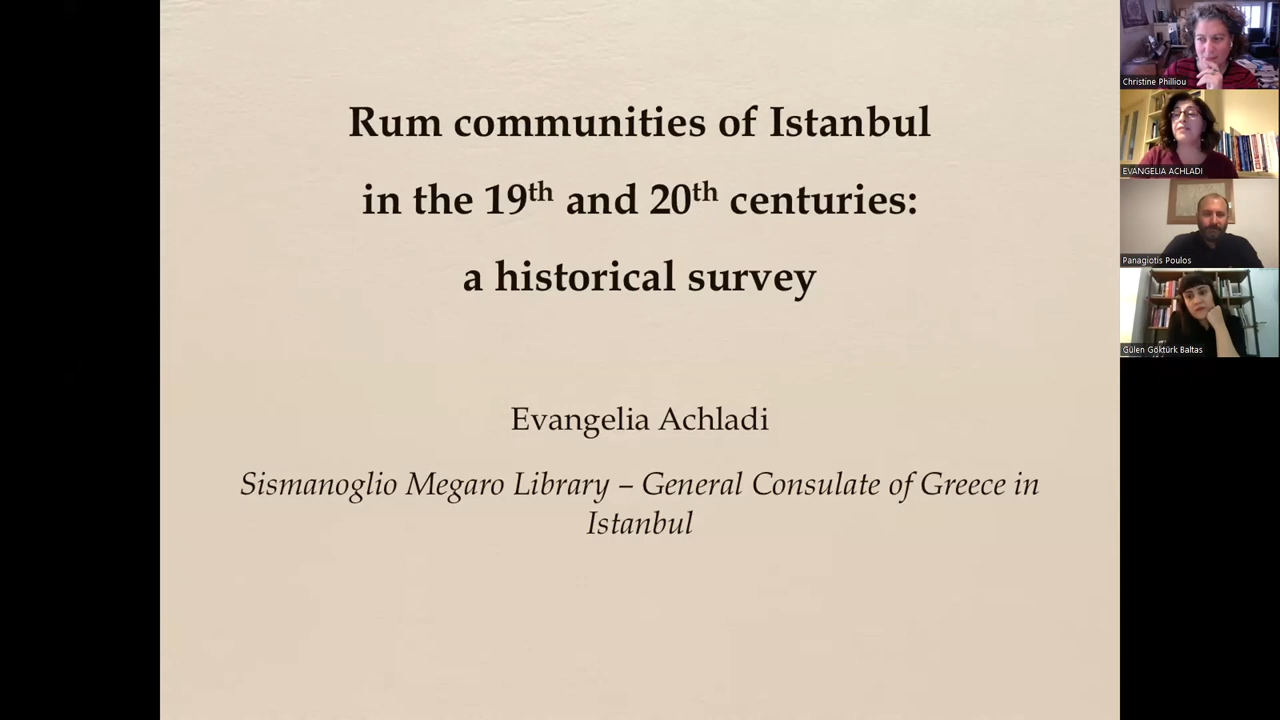 Rum communities of Istanbul
in the 19th and 20th centuries:
a historical survey
Evangelia Achladi
Sismanoglio Megaro Library – General Consulate of Greece in
Istanbul
Christine Philliou
EVANGELIA ACHLADI
Panagiotis Poulos
Gülen Göktürk Baltas